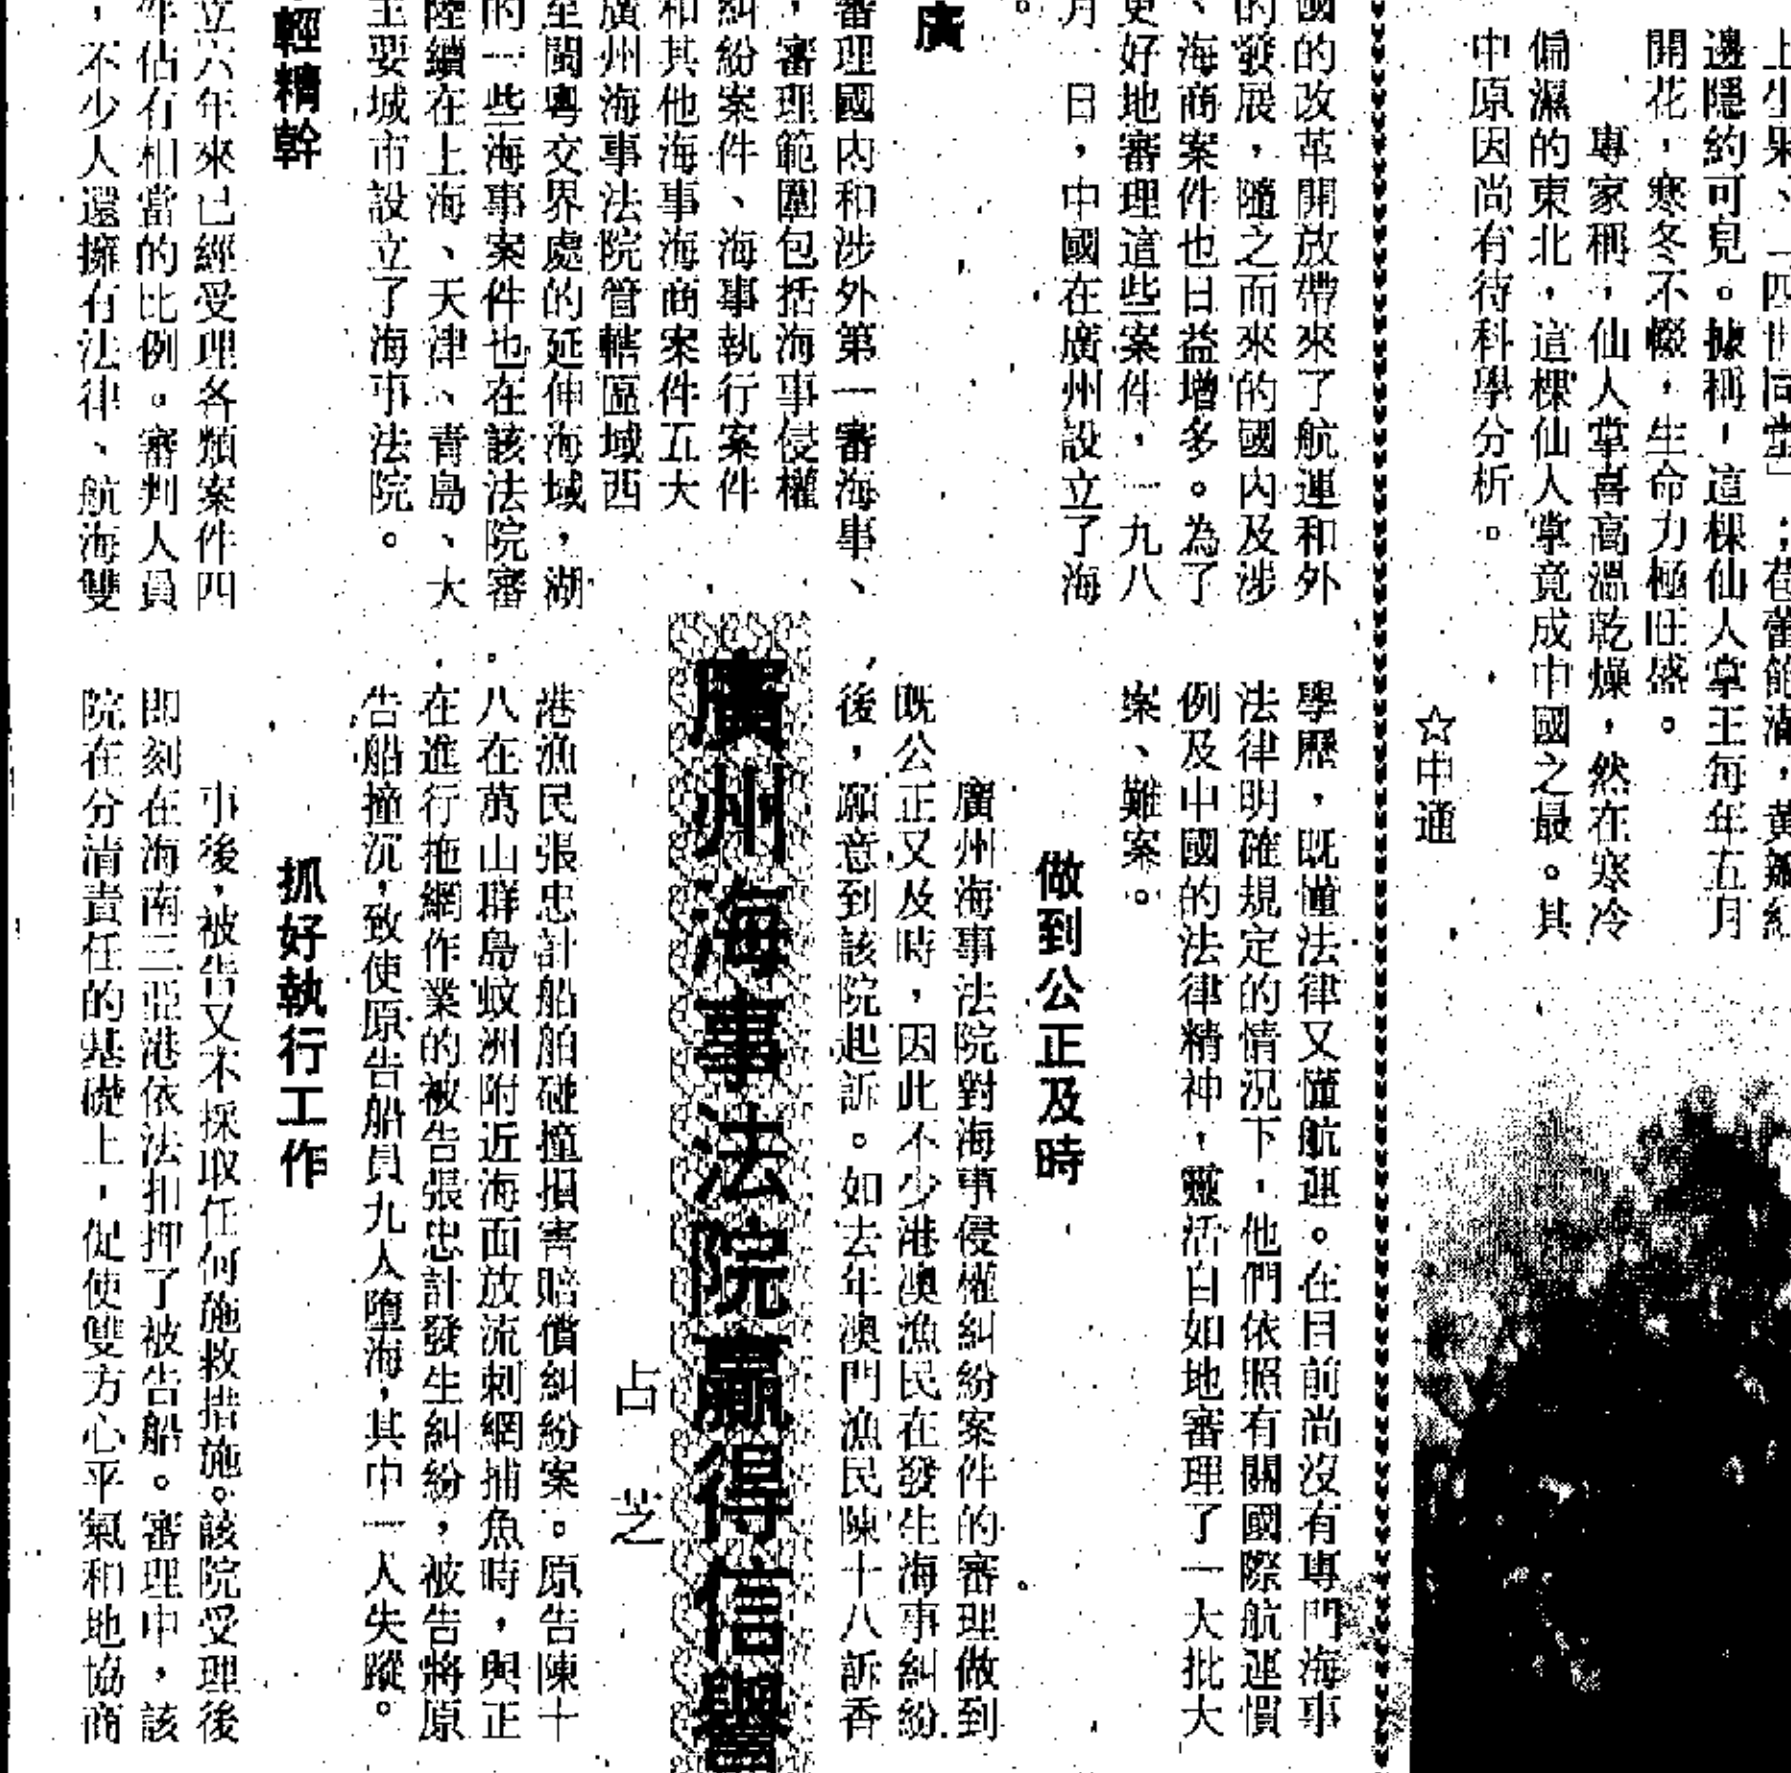 邊隱約可見。據稱，這棵仙人掌王每年五月
開花，寒冬不輟，生命力極旺盛。
專家稱，仙人掌喜高溫乾燥，然在寒冷
偏濕的東北，這棵仙人掌竟成中國之最。其
中原因尚有待科學分析。
☆中通
廣州海事法院贏得信譽
占芝
國的改革開放帶來了航運和外
的發展，隨之而來的國內及涉
、海商案件也日益增多。為了
更好地審理這些案件，一九八
月一日，中國在廣州設立了海
。
廣
審理國內和涉外第一審海事、
，審理範圍包括海事侵權
糾紛案件、海事執行案件
和其他海事海商案件五大
廣州海事法院管轄區域西
至閩粵交界處的延伸海域，湖
的一些海事案件也在該法院審
陸續在上海、天津、青島、大
主要城市設立了海事法院。
輕精幹
立六年來已經受理各類案件四
年佔有相當的比例。審判人員
，不少人還擁有法律、航海雙
學歷，既懂法律又懂航運。在目前尚沒有專門海事
法律明確規定的情況下，他們依照有關國際航運慣
例及中國的法律精神，靈活自如地審理了一大批大
案、難案。
做到公正及時
廣州海事法院對海事侵權糾紛案件的審理做到
既公正又及時，因此不少港澳漁民在發生海事糾紛
後，願意到該院起訴。如去年澳門漁民陳十八訴香
港漁民張忠計船舶碰撞損害賠償糾紛案。原告陳十
八在萬山群島蚊洲附近海面放流刺網捕魚時，與正
在進行拖網作業的被告張忠計發生糾紛，被告將原
告船撞沉，致使原告船員九人墮海，其中一人失蹤。
抓好執行工作
事後，被告又不採取任何施救措施。該院受理後
即刻在海南三亞港依法扣押了被告船。審理中，該
院在分清責任的基礎上，促使雙方心平氣和地協商